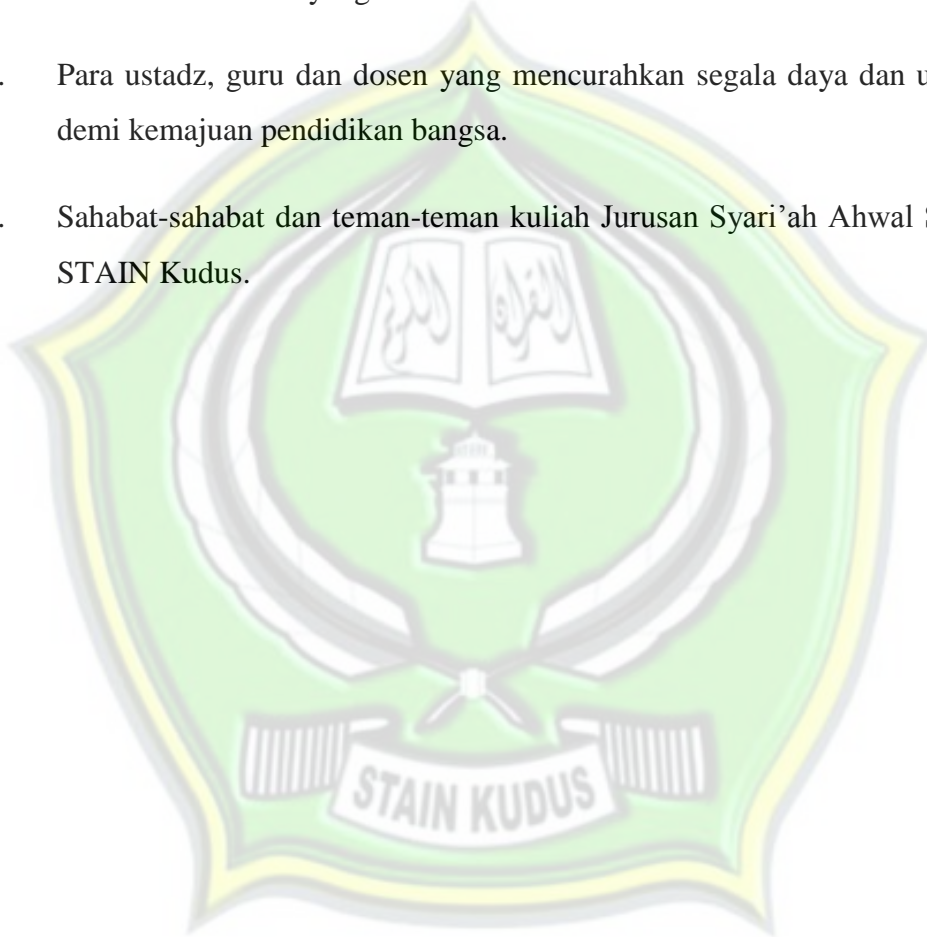 . Para ustadz, guru dan dosen yang mencurahkan segala daya dan
demi kemajuan pendidikan bangsa.
. Sahabat-sahabat dan teman-teman kuliah Jurusan Syari’ah Ahwal
STAIN Kudus.
القرآن
STAIN KUDUS